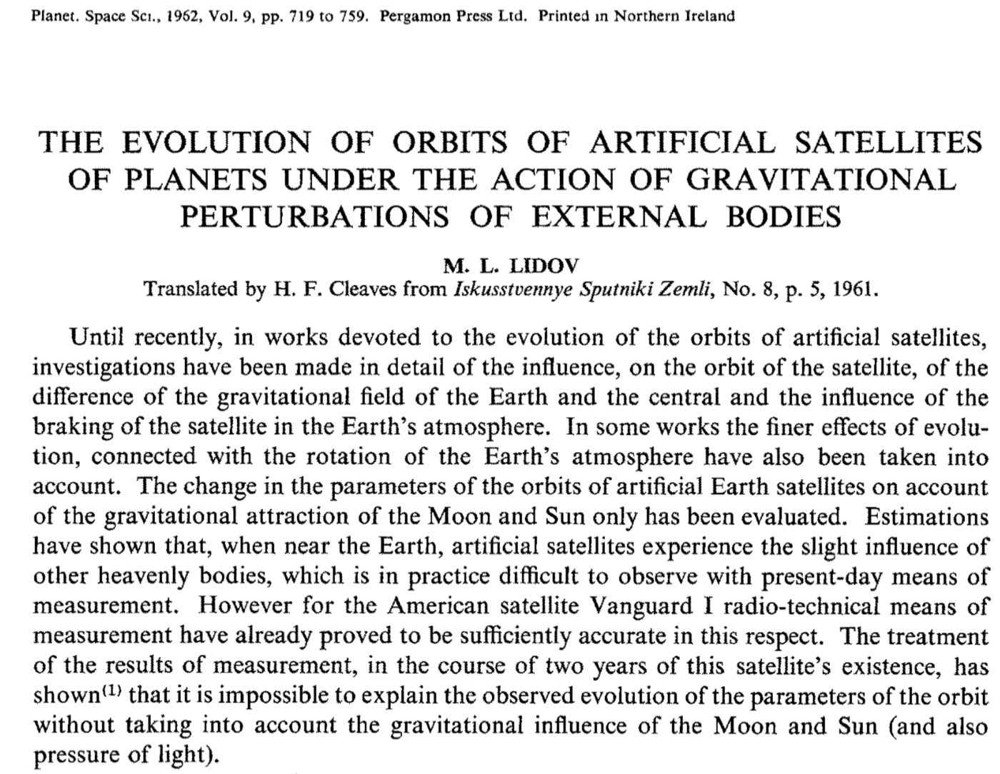 Planet. Space Sci., 1962, Vol. 9, pp. 719 to 759. Pergamon Press Ltd. Printed in Northern Ireland
THE EVOLUTION OF ORBITS OF ARTIFICIAL SATELLITES
OF PLANETS UNDER THE ACTION OF GRAVITATIONAL
PERTURBATIONS OF EXTERNAL BODIES
M. L. LIDOV
Translated by H. F. Cleaves from Iskusstvennye Sputniki Zemli, No. 8, p. 5, 1961.
Until recently, in works devoted to the evolution of the orbits of artificial satellites,
investigations have been made in detail of the influence, on the orbit of the satellite, of the
difference of the gravitational field of the Earth and the central and the influence of the
braking of the satellite in the Earth's atmosphere. In some works the finer effects of evolu-
tion, connected with the rotation of the Earth's atmosphere have also been taken into
account. The change in the parameters of the orbits of artificial Earth satellites on account
of the gravitational attraction of the Moon and Sun only has been evaluated. Estimations
have shown that, when near the Earth, artificial satellites experience the slight influence of
other heavenly bodies, which is in practice difficult to observe with present-day means of
measurement. However for the American satellite Vanguard I radio-technical means of
measurement have already proved to be sufficiently accurate in this respect. The treatment
of the results of measurement, in the course of two years of this satellite's existence, has
shown(1) that it is impossible to explain the observed evolution of the parameters of the orbit
without taking into account the gravitational influence of the Moon and Sun (and also
pressure of light).